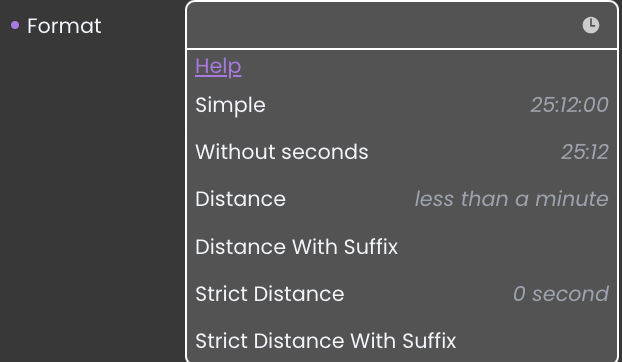 Format
Help
Simple 25:12:00
Without seconds 25:12
Distance less than a minute
Distance With Suffix
Strict Distance 0 second
Strict Distance With Suffix